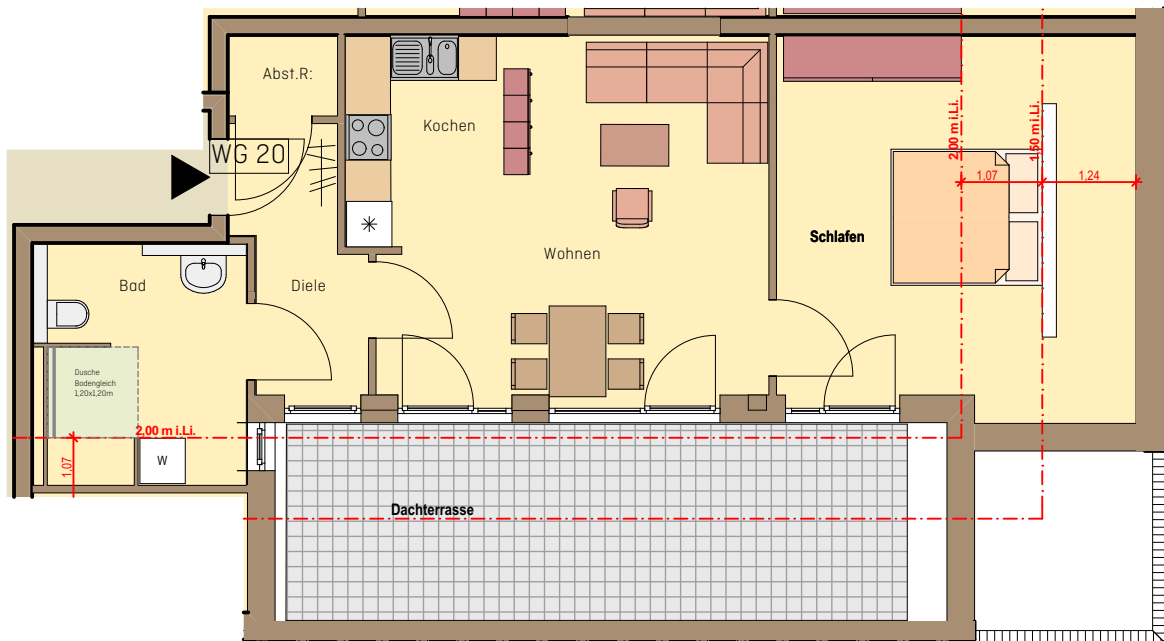 Abst.R:
Kochen
WG 20
2,00 m i.Li.
1,50 m i.Li.
1,07
1,24
Schlafen
Wohnen
Bad
Diele
Dusche
Bodengleich
1,20x1,20m
2,00 m i.Li.
1,07
W
Dachterrasse